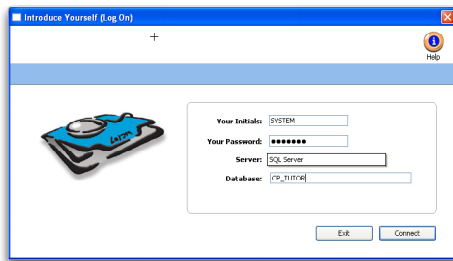 Introduce Yourself (Log On)
Help
Your Initials: SYSTEM
Your Password: ●●●●●●●
Server: SQL Server
Database: CP_TUTOR
Exit Connect